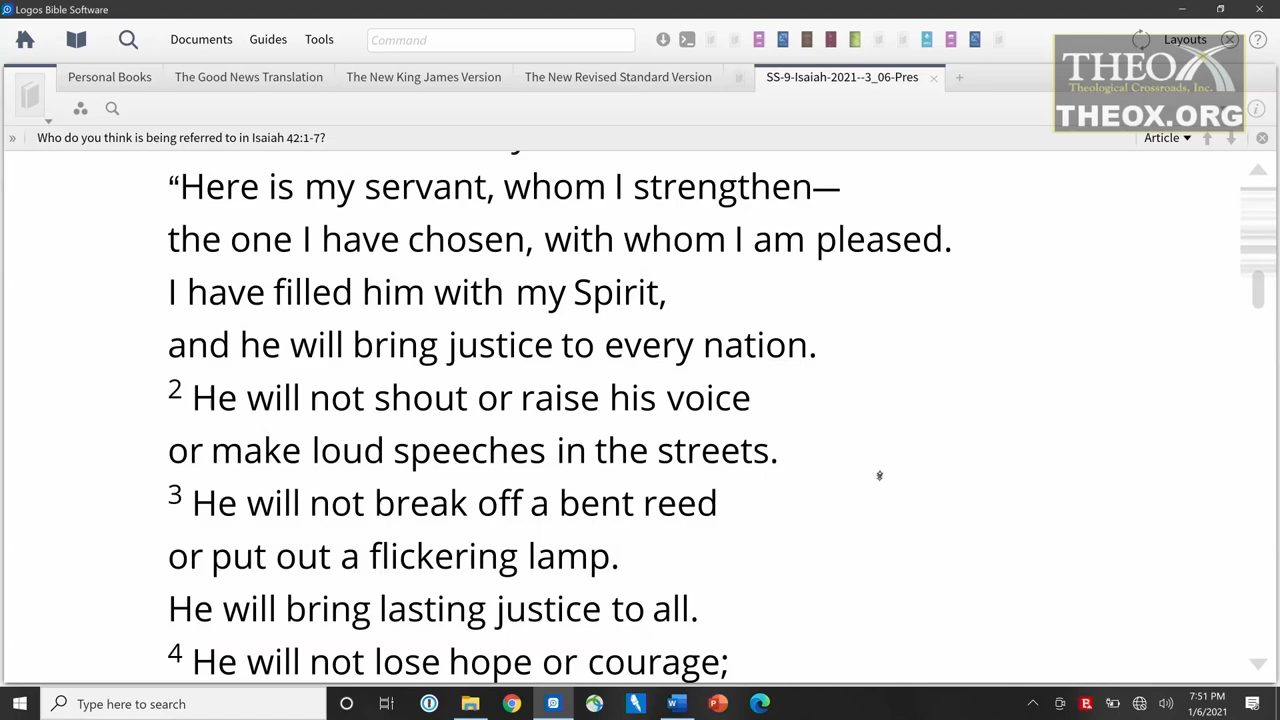 Logos Bible Software
Documents Guides Tools Command Layouts
THEOX
Theological Crossroads, Inc.
THEOX.ORG
Personal Books The Good News Translation The New King James Version The New Revised Standard Version SS-9-Isaiah-2021--3_06-Pres
Who do you think is being referred to in Isaiah 42:1-7? Article
“Here is my servant, whom I strengthen—
the one I have chosen, with whom I am pleased.
I have filled him with my Spirit,
and he will bring justice to every nation.
2 He will not shout or raise his voice
or make loud speeches in the streets.
3 He will not break off a bent reed
or put out a flickering lamp.
He will bring lasting justice to all.
4 He will not lose hope or courage;
Type here to search
7:51 PM
1/6/2021